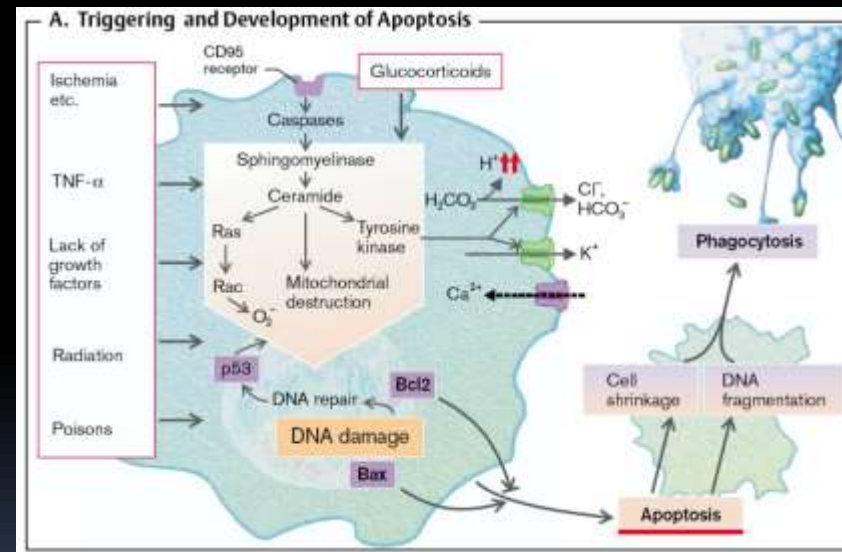 A. Triggering and Development of Apoptosis
Ischemia
etc.
TNF-α
Lack of
growth
factors
Radiation
Poisons
CD95
receptor
Glucocorticoids
Caspases
Sphingomyelinase
Ceramide
Ras
Tyrosine
kinase
Rac
Mitochondrial
destruction
O₂⁻
p53
DNA repair
Bcl2
DNA damage
Bax
H⁺
H₂CO₃
Cl⁻,
HCO₃⁻
K⁺
Ca²⁺
Phagocytosis
Cell
shrinkage
DNA
fragmentation
Apoptosis